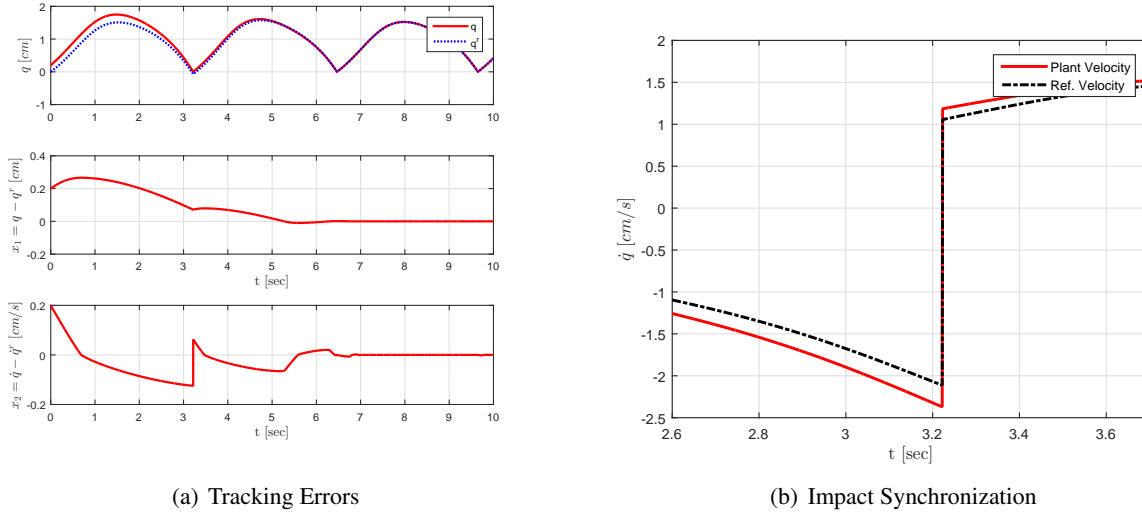 2
1
0
-1
q [cm]
q
q^r
0 1 2 3 4 5 6 7 8 9 10
0.4
0.2
0
-0.2
x_1 = q - q^r [cm]
0 1 2 3 4 5 6 7 8 9 10
t [sec]
0.2
0
-0.2
x_2 = q̇ - q̇^r [cm/s]
0 1 2 3 4 5 6 7 8 9 10
t [sec]
(a) Tracking Errors
2
1.5
1
0.5
0
-0.5
-1
-1.5
-2
-2.5
q̇ [cm/s]
Plant Velocity
Ref. Velocity
2.6 2.8 3 3.2 3.4 3.6
t [sec]
(b) Impact Synchronization